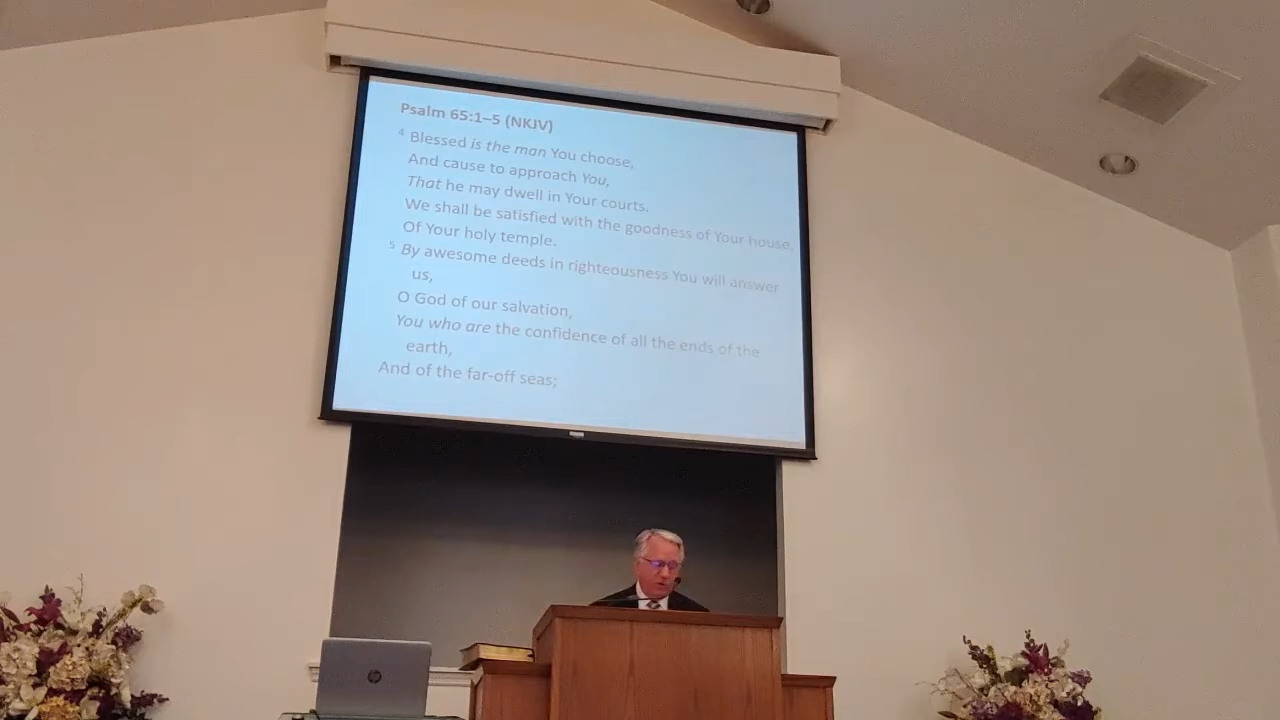 Psalm 65:1–5 (NKJV)
4 Blessed is the man You choose,
And cause to approach You,
That he may dwell in Your courts.
We shall be satisfied with the goodness of Your house,
Of Your holy temple.
5 By awesome deeds in righteousness You will answer
us,
O God of our salvation,
You who are the confidence of all the ends of the
earth,
And of the far-off seas;
hp